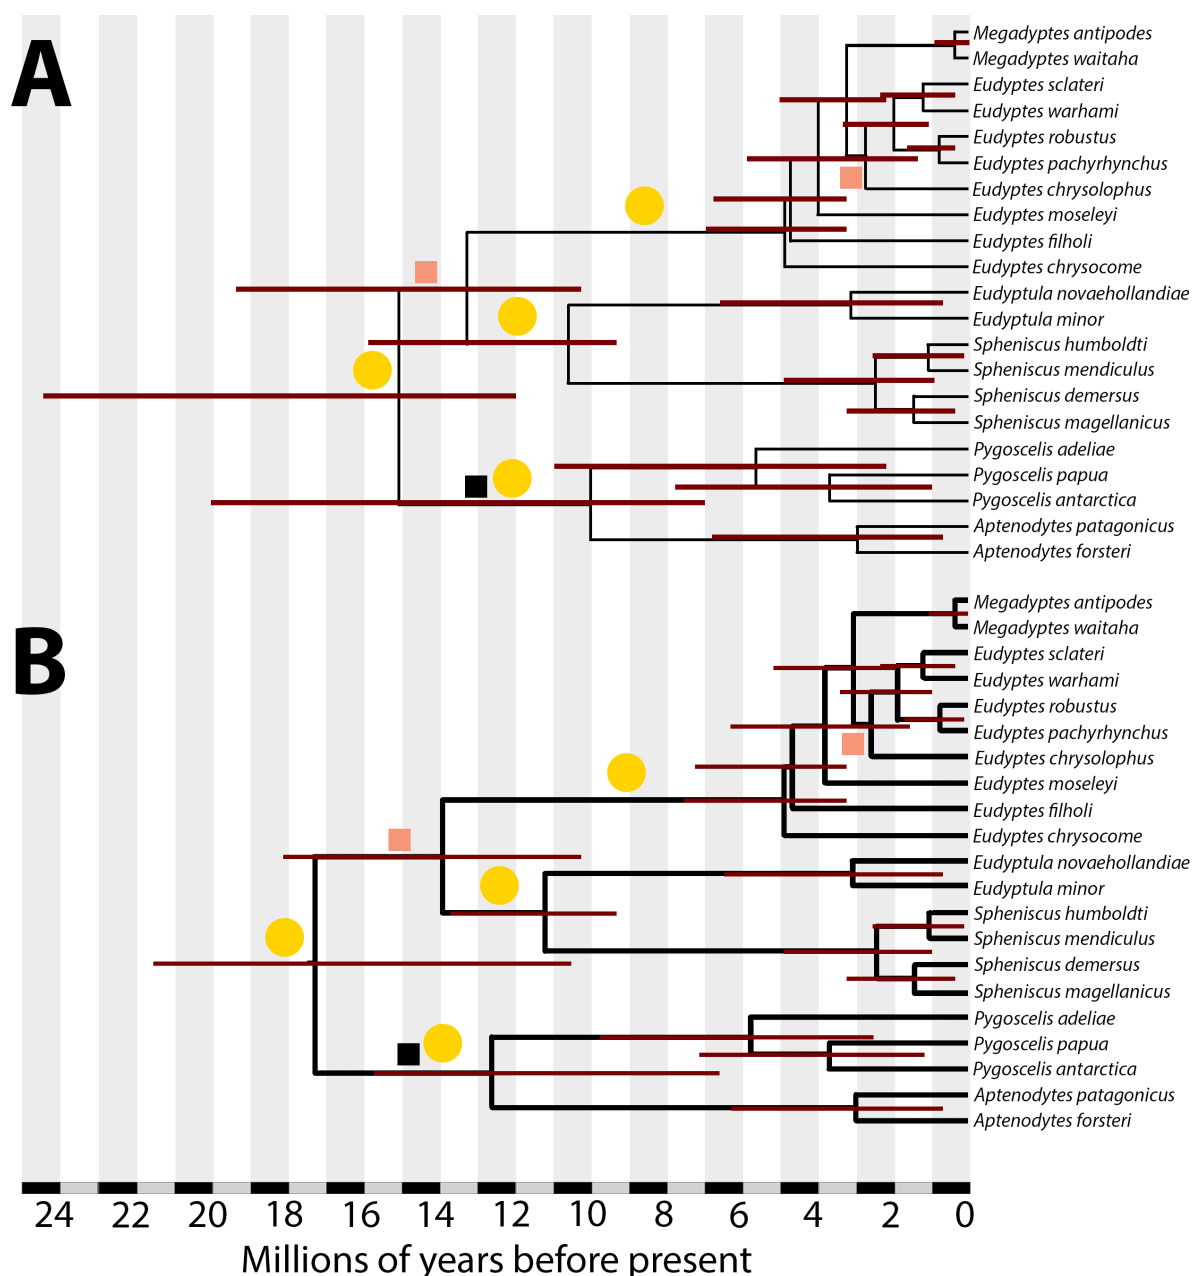 A
Megadyptes antipodes
Megadyptes waitaha
Eudyptes sclateri
Eudyptes warhami
Eudyptes robustus
Eudyptes pachyrhynchus
Eudyptes chrysolophus
Eudyptes moseleyi
Eudyptes filholi
Eudyptes chrysocome
Eudyptula novaehollandiae
Eudyptula minor
Spheniscus humboldti
Spheniscus mendiculus
Spheniscus demersus
Spheniscus magellanicus
Pygoscelis adeliae
Pygoscelis papua
Pygoscelis antarctica
Aptenodytes patagonicus
Aptenodytes forsteri
B
Megadyptes antipodes
Megadyptes waitaha
Eudyptes sclateri
Eudyptes warhami
Eudyptes robustus
Eudyptes pachyrhynchus
Eudyptes chrysolophus
Eudyptes moseleyi
Eudyptes filholi
Eudyptes chrysocome
Eudyptula novaehollandiae
Eudyptula minor
Spheniscus humboldti
Spheniscus mendiculus
Spheniscus demersus
Spheniscus magellanicus
Pygoscelis adeliae
Pygoscelis papua
Pygoscelis antarctica
Aptenodytes patagonicus
Aptenodytes forsteri
24 22 20 18 16 14 12 10 8 6 4 2 0
Millions of years before present